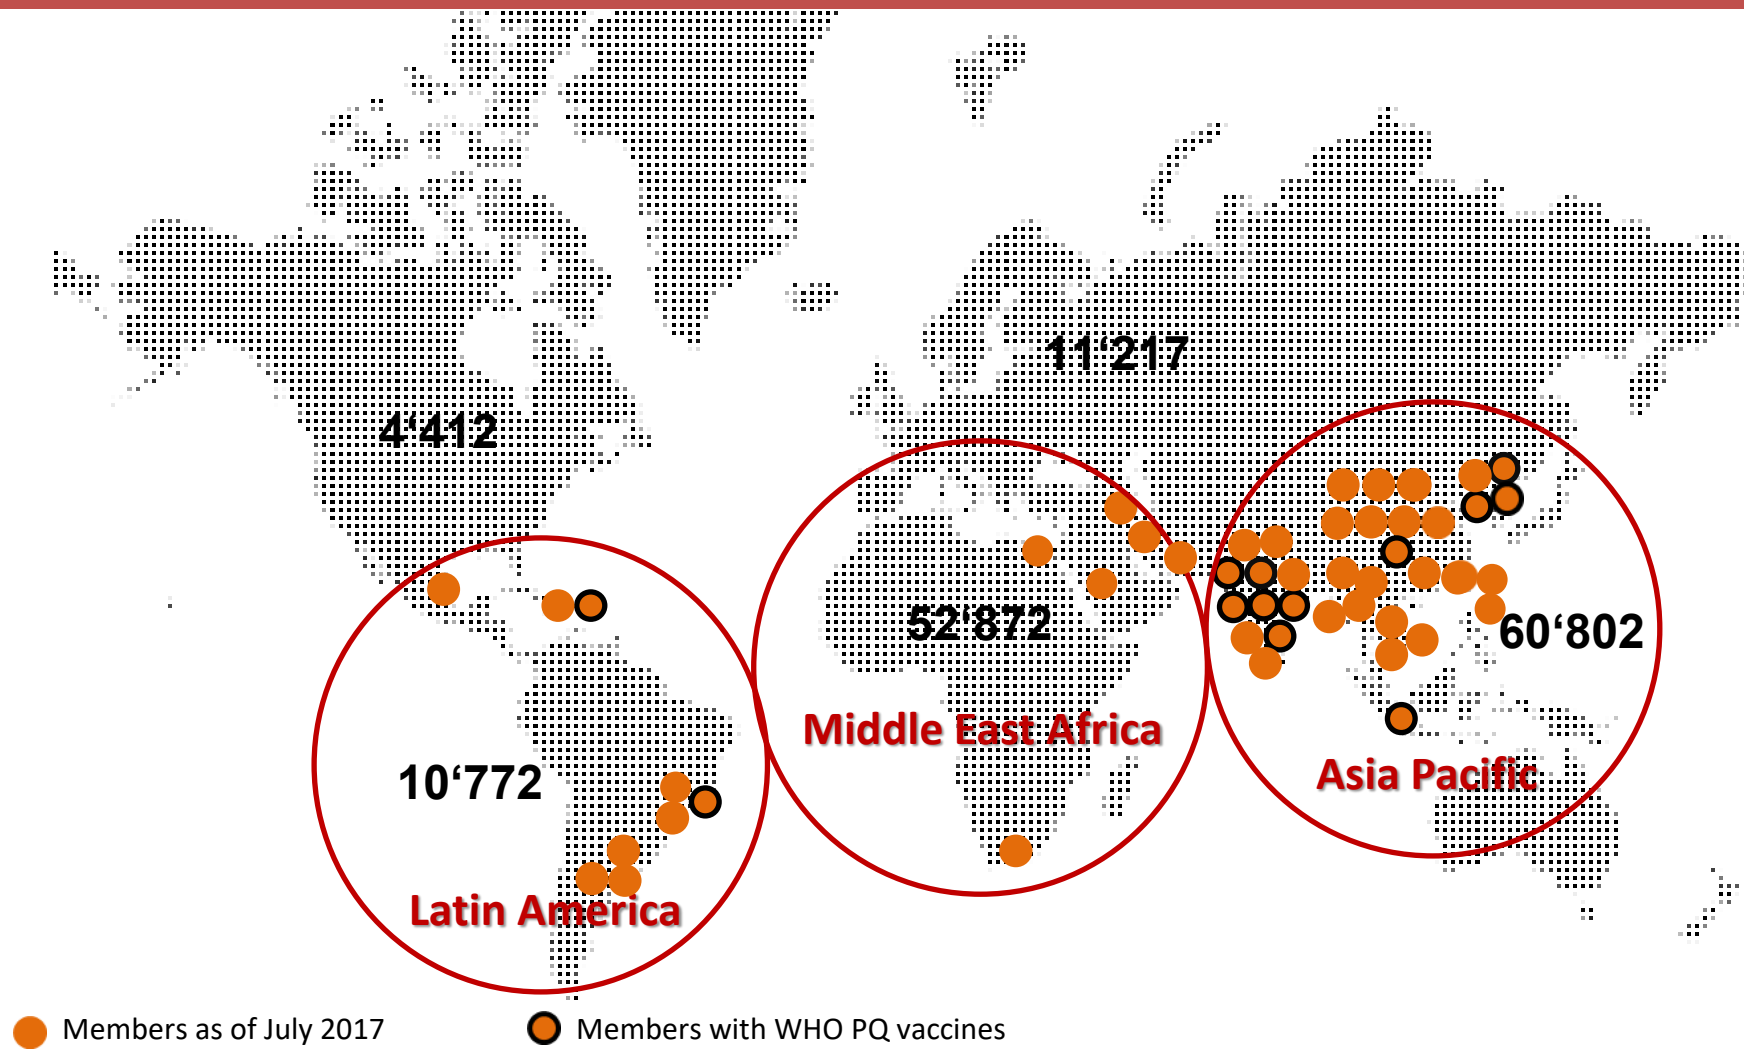 11‘217
4‘412
52‘872
60‘802
Middle East Africa
Asia Pacific
10‘772
Latin America
Members as of July 2017
Members with WHO PQ vaccines